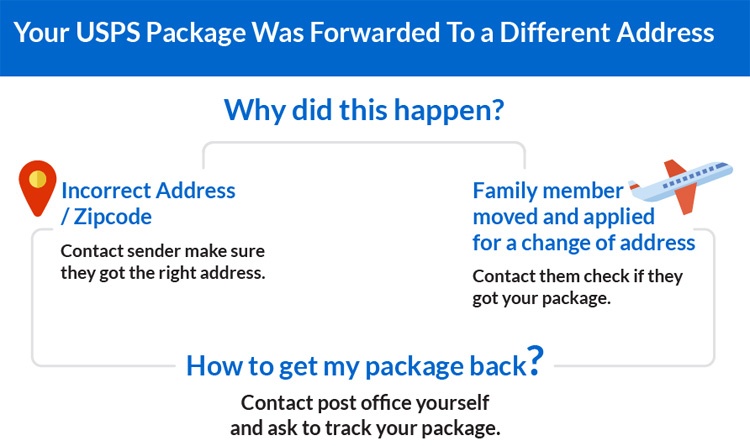 Your USPS Package Was Forwarded To a Different Address
Why did this happen?
Incorrect Address
/ Zipcode
Contact sender make sure
they got the right address.
Family member
moved and applied
for a change of address
Contact them check if they
got your package.
How to get my package back?
Contact post office yourself
and ask to track your package.